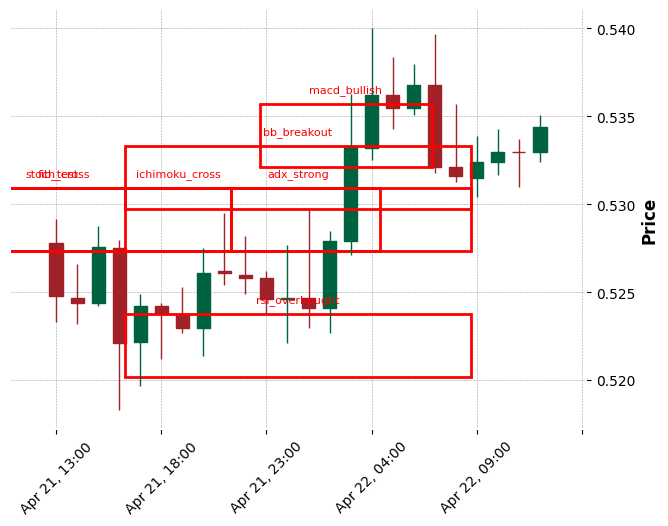 0.540
macd_bullish
0.535
bb_breakout
ichimoku_cross
adx_strong
0.530
Price
0.525
rsi_overbought
0.520
Apr 21, 13:00
Apr 21, 18:00
Apr 21, 23:00
Apr 22, 04:00
Apr 22, 09:00